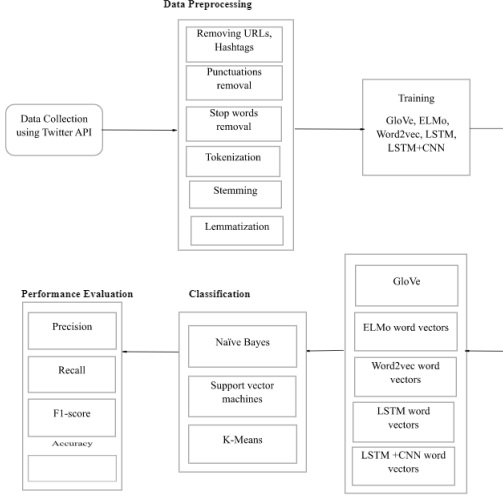 Data Preprocessing
Removing URLs,
Hashtags
Punctuations
removal
Stop words
removal
Tokenization
Stemming
Lemmatization
Data Collection
using Twitter API
Training
GloVe, ELMo,
Word2vec, LSTM,
LSTM+CNN
Performance Evaluation
Precision
Recall
F1-score
Accuracy
Classification
Naïve Bayes
Support vector
machines
K-Means
GloVe
ELMo word vectors
Word2vec word
vectors
LSTM word
vectors
LSTM +CNN word
vectors